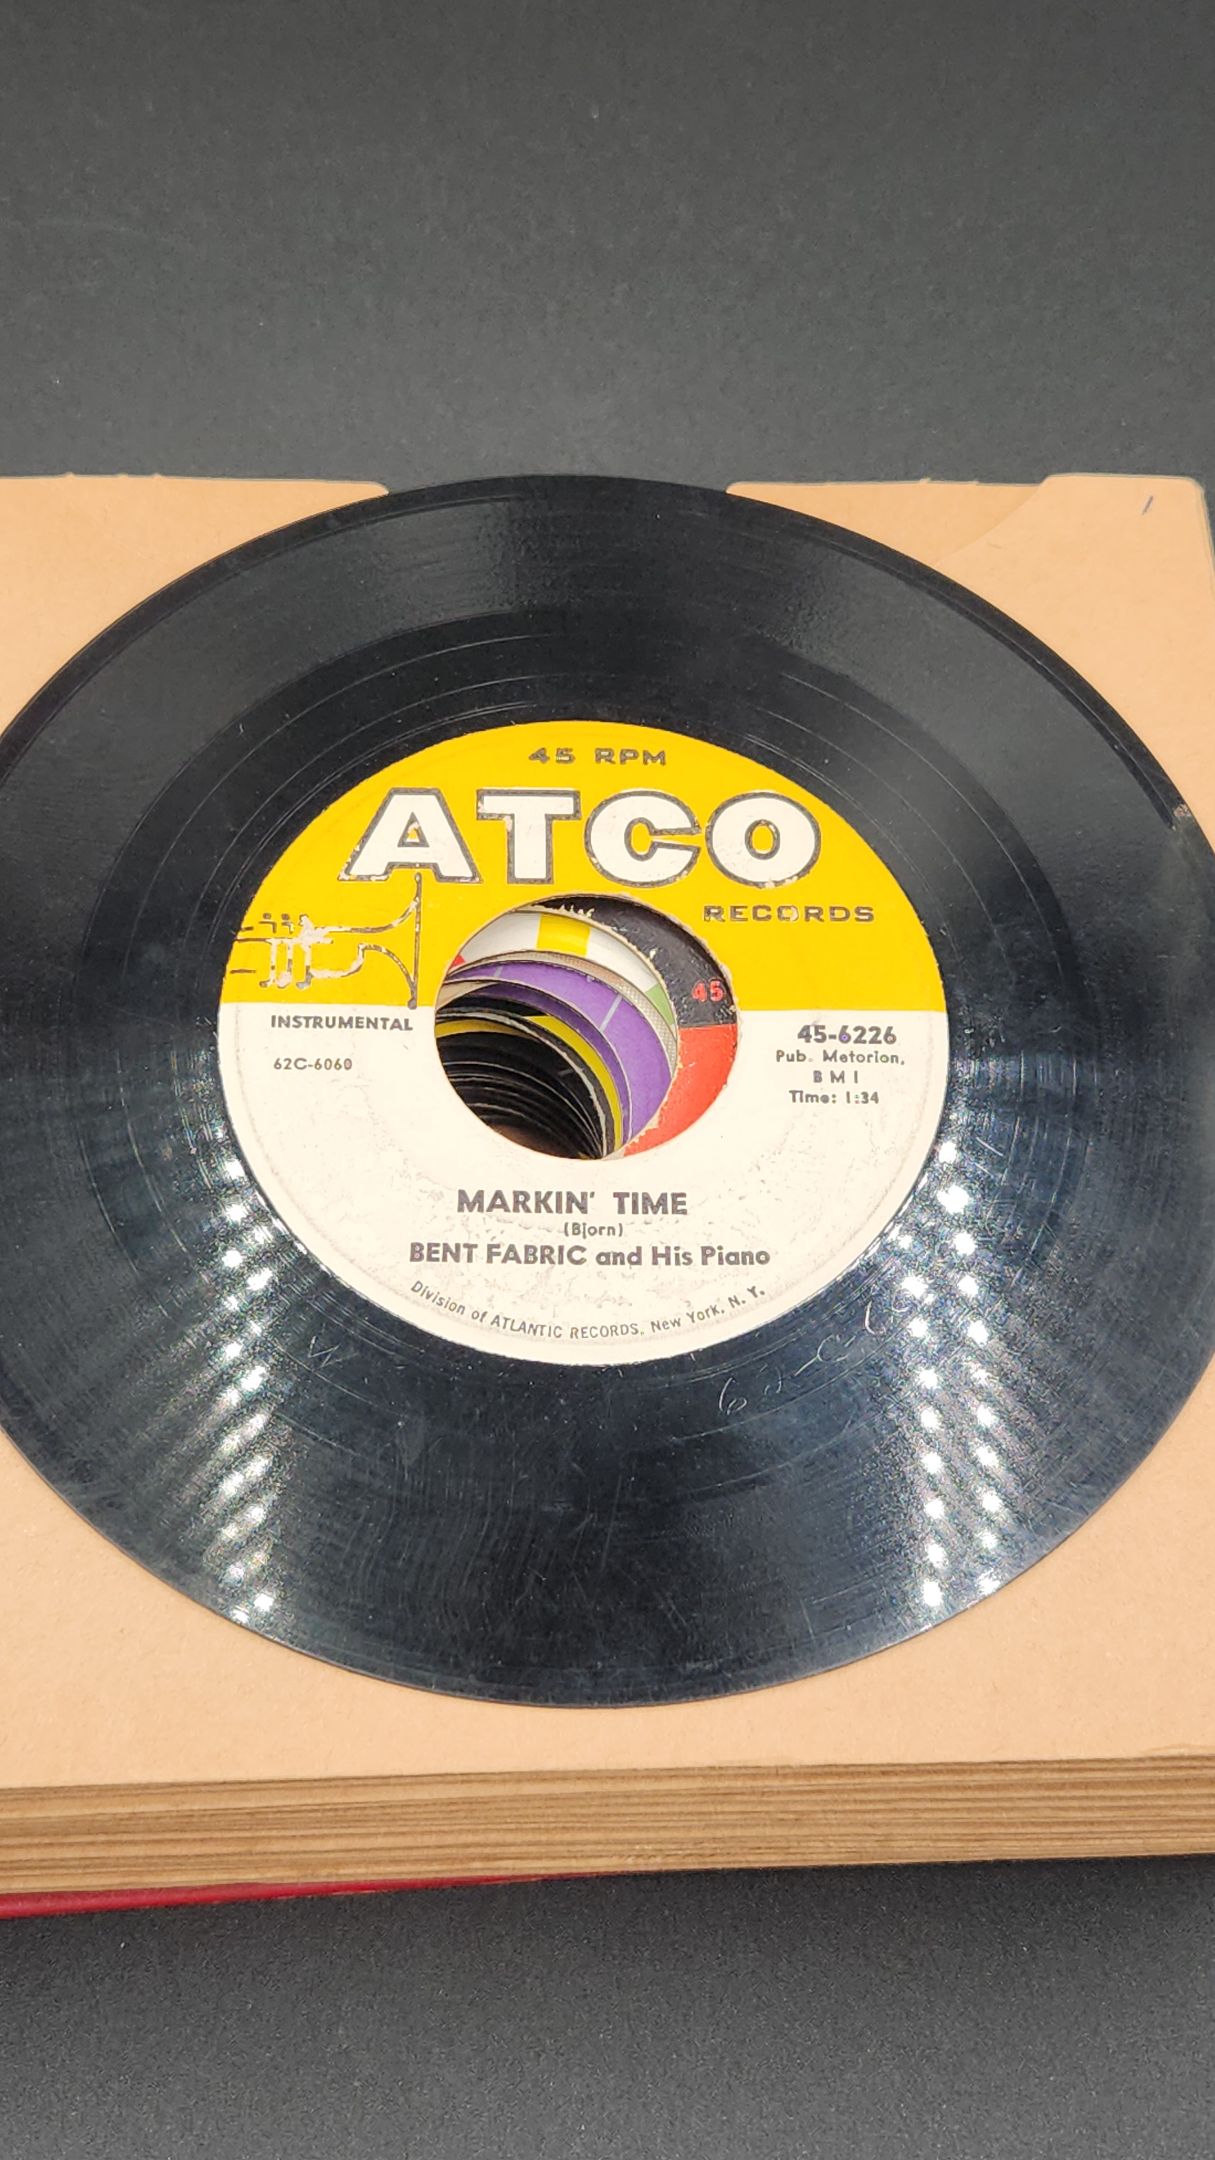 45 RPM
ATCO
RECORDS
45
INSTRUMENTAL
62C-6060
45-6226
Pub. Metorion,
B M I
Time: 1:34
MARKIN' TIME
(Bjorn)
BENT FABRIC and His Piano
Division of ATLANTIC RECORDS, New York, N. Y.
W